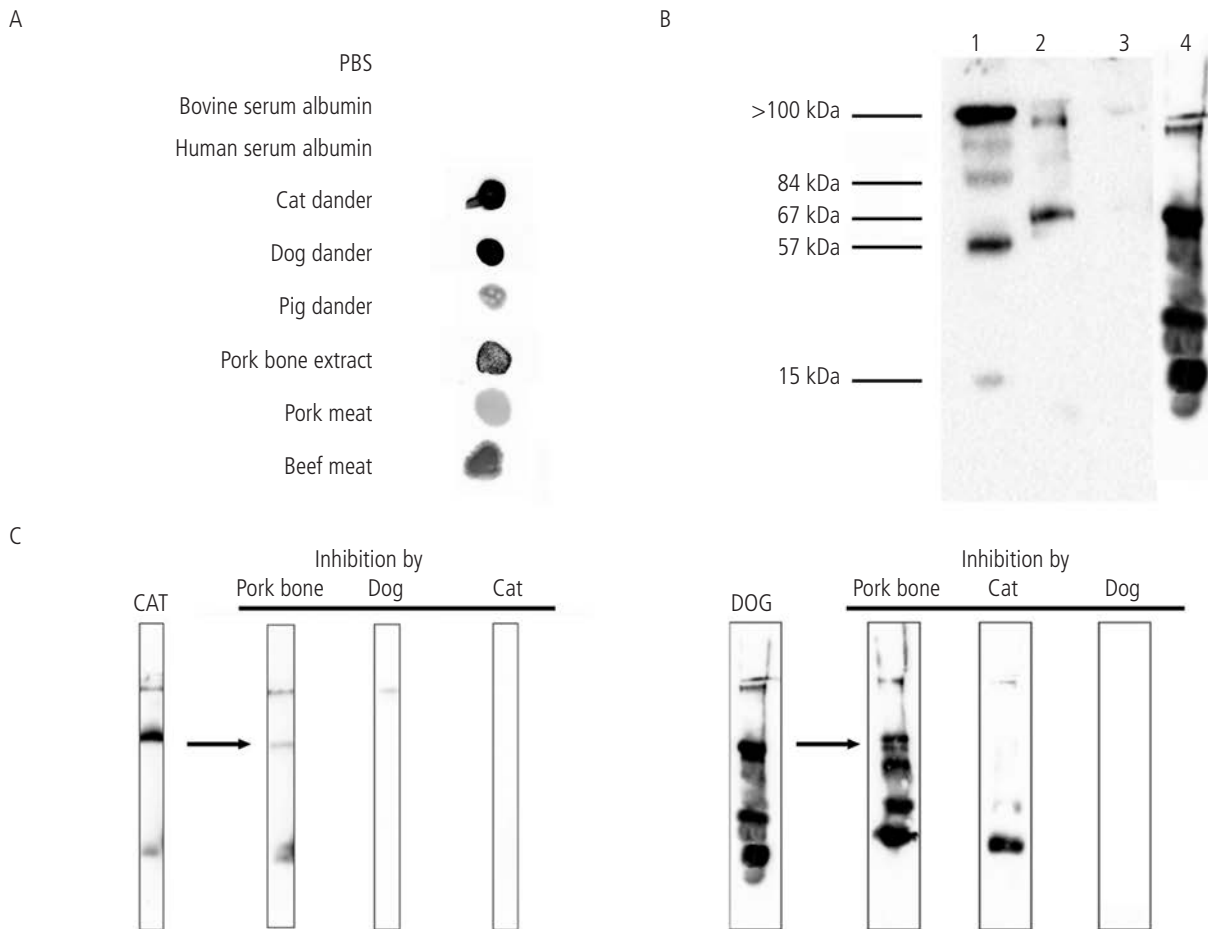 A
PBS
Bovine serum albumin
Human serum albumin
Cat dander
Dog dander
Pig dander
Pork bone extract
Pork meat
Beef meat
B
1 2 3 4
>100 kDa
84 kDa
67 kDa
57 kDa
15 kDa
C
Inhibition by
CAT Pork bone Dog Cat
Inhibition by
DOG Pork bone Cat Dog